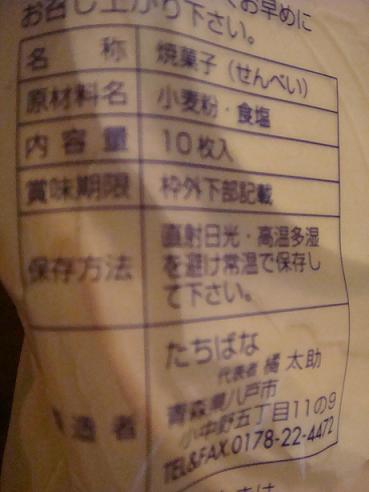 くお早めに
お召し上がり下さい。
名称 焼菓子（せんべい）
原材料名 小麦粉・食塩
内容量 10枚入
賞味期限 枠外下部記載
保存方法 直射日光・高温多湿
を避け常温で保存し
て下さい。
造者 たちばな
代表者 橘 太助
青森県八戸市
小中野五丁目11の9
TEL&FAX.0178-22-4472